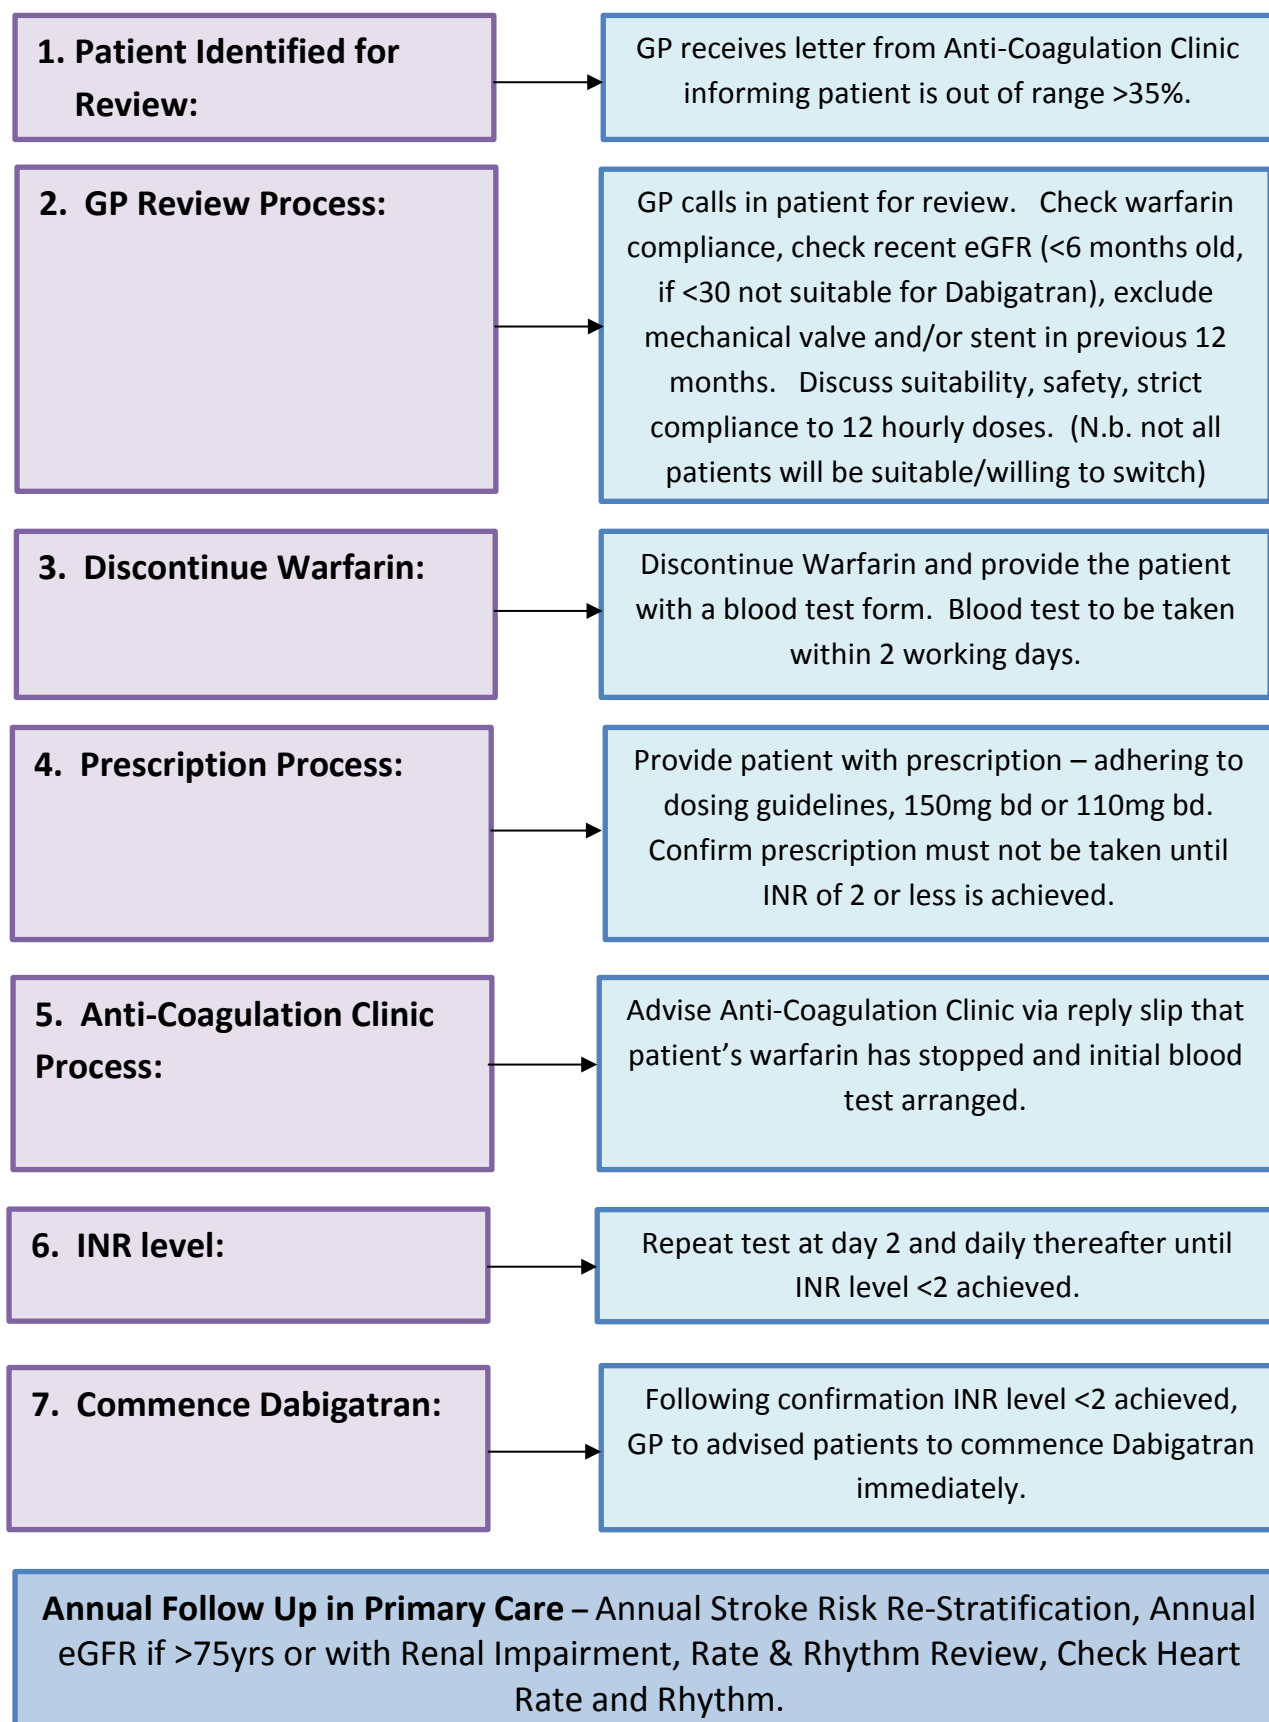 1. Patient Identified for
Review:
GP receives letter from Anti-Coagulation Clinic
informing patient is out of range >35%.
2. GP Review Process:
GP calls in patient for review. Check warfarin
compliance, check recent eGFR (<6 months old,
if <30 not suitable for Dabigatran), exclude
mechanical valve and/or stent in previous 12
months. Discuss suitability, safety, strict
compliance to 12 hourly doses. (N.b. not all
patients will be suitable/willing to switch)
3. Discontinue Warfarin:
Discontinue Warfarin and provide the patient
with a blood test form. Blood test to be taken
within 2 working days.
4. Prescription Process:
Provide patient with prescription – adhering to
dosing guidelines, 150mg bd or 110mg bd.
Confirm prescription must not be taken until
INR of 2 or less is achieved.
5. Anti-Coagulation Clinic
Process:
Advise Anti-Coagulation Clinic via reply slip that
patient’s warfarin has stopped and initial blood
test arranged.
6. INR level:
Repeat test at day 2 and daily thereafter until
INR level <2 achieved.
7. Commence Dabigatran:
Following confirmation INR level <2 achieved,
GP to advised patients to commence Dabigatran
immediately.
Annual Follow Up in Primary Care – Annual Stroke Risk Re-Stratification, Annual
eGFR if >75yrs or with Renal Impairment, Rate & Rhythm Review, Check Heart
Rate and Rhythm.